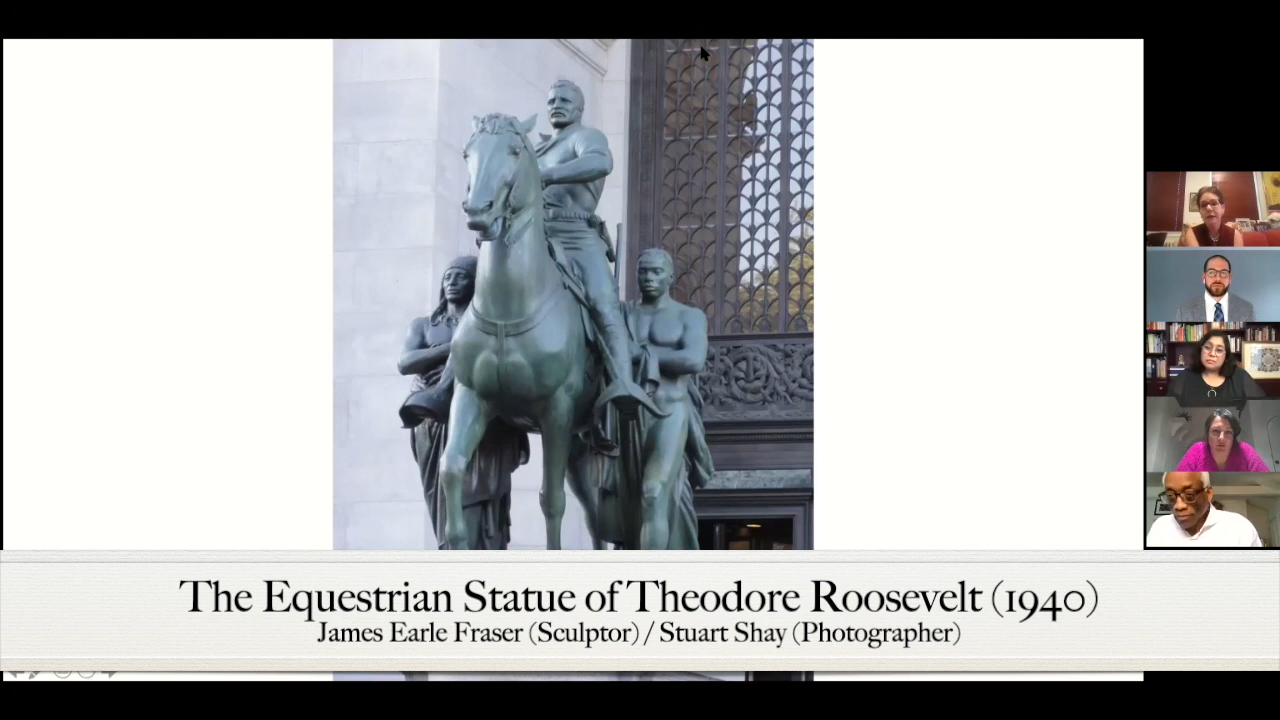 The Equestrian Statue of Theodore Roosevelt (1940)
James Earle Fraser (Sculptor) / Stuart Shay (Photographer)